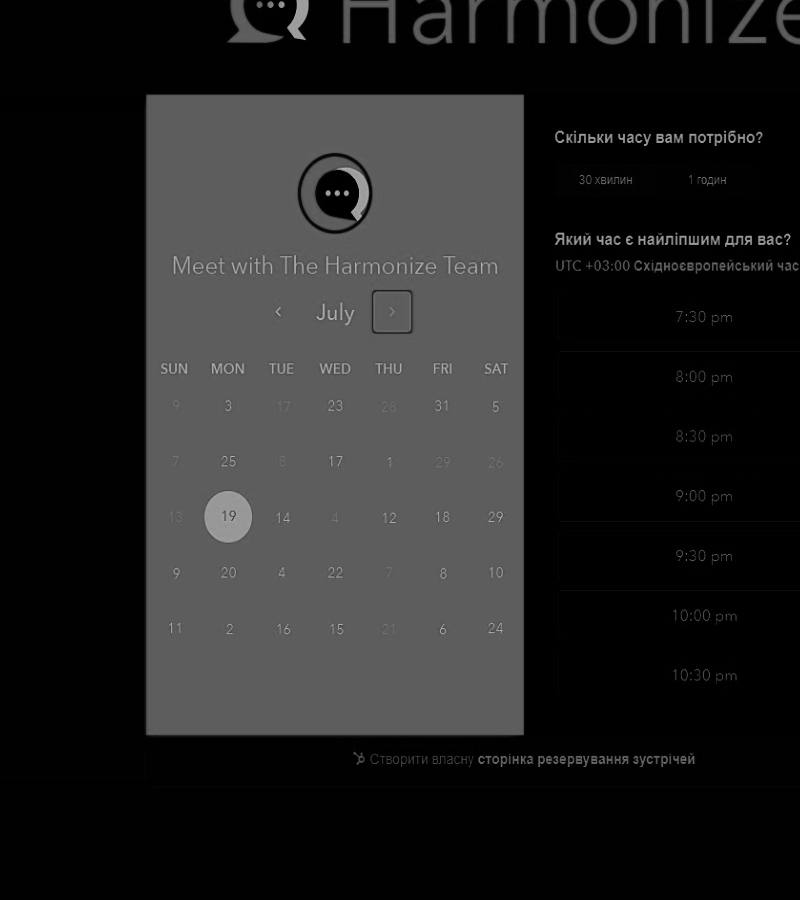 Harmonize
Meet with The Harmonize Team
July
SUN MON TUE WED THU FRI SAT
9 3 17 23 28 31 5
7 25 8 17 1 29 26
13 19 14 4 12 18 29
9 20 4 22 7 8 10
11 2 16 15 21 6 24
Скільки часу вам потрібно?
30 хвилин 1 годин
Який час є найліпшим для вас?
UTC +03:00 Східноєвропейський час
7:30 pm
8:00 pm
8:30 pm
9:00 pm
9:30 pm
10:00 pm
10:30 pm
Створити власну сторінка резервування зустрічей